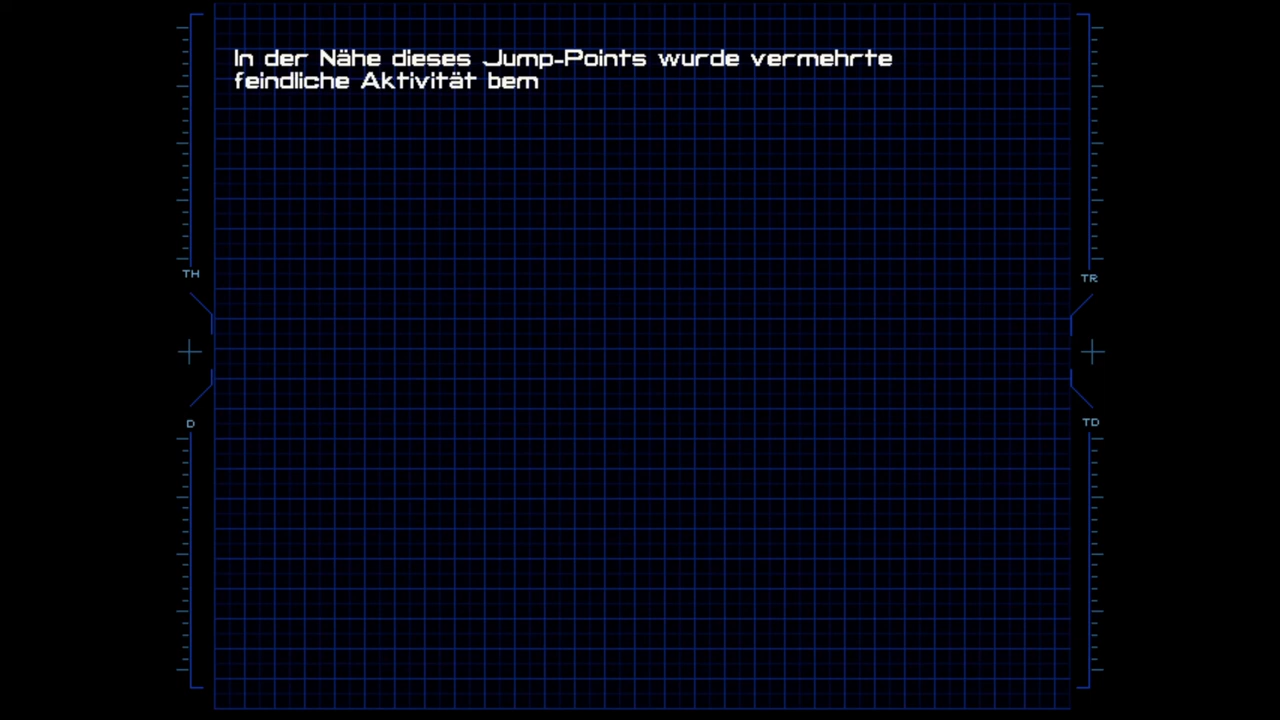 In der Nähe dieses Jump-Points wurde vermehrte
feindliche Aktivität bem
TH
TR
D
TD